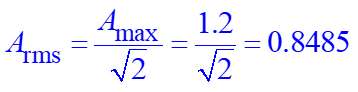 A_rms = A_max/√2 = 1.2/√2 = 0.8485